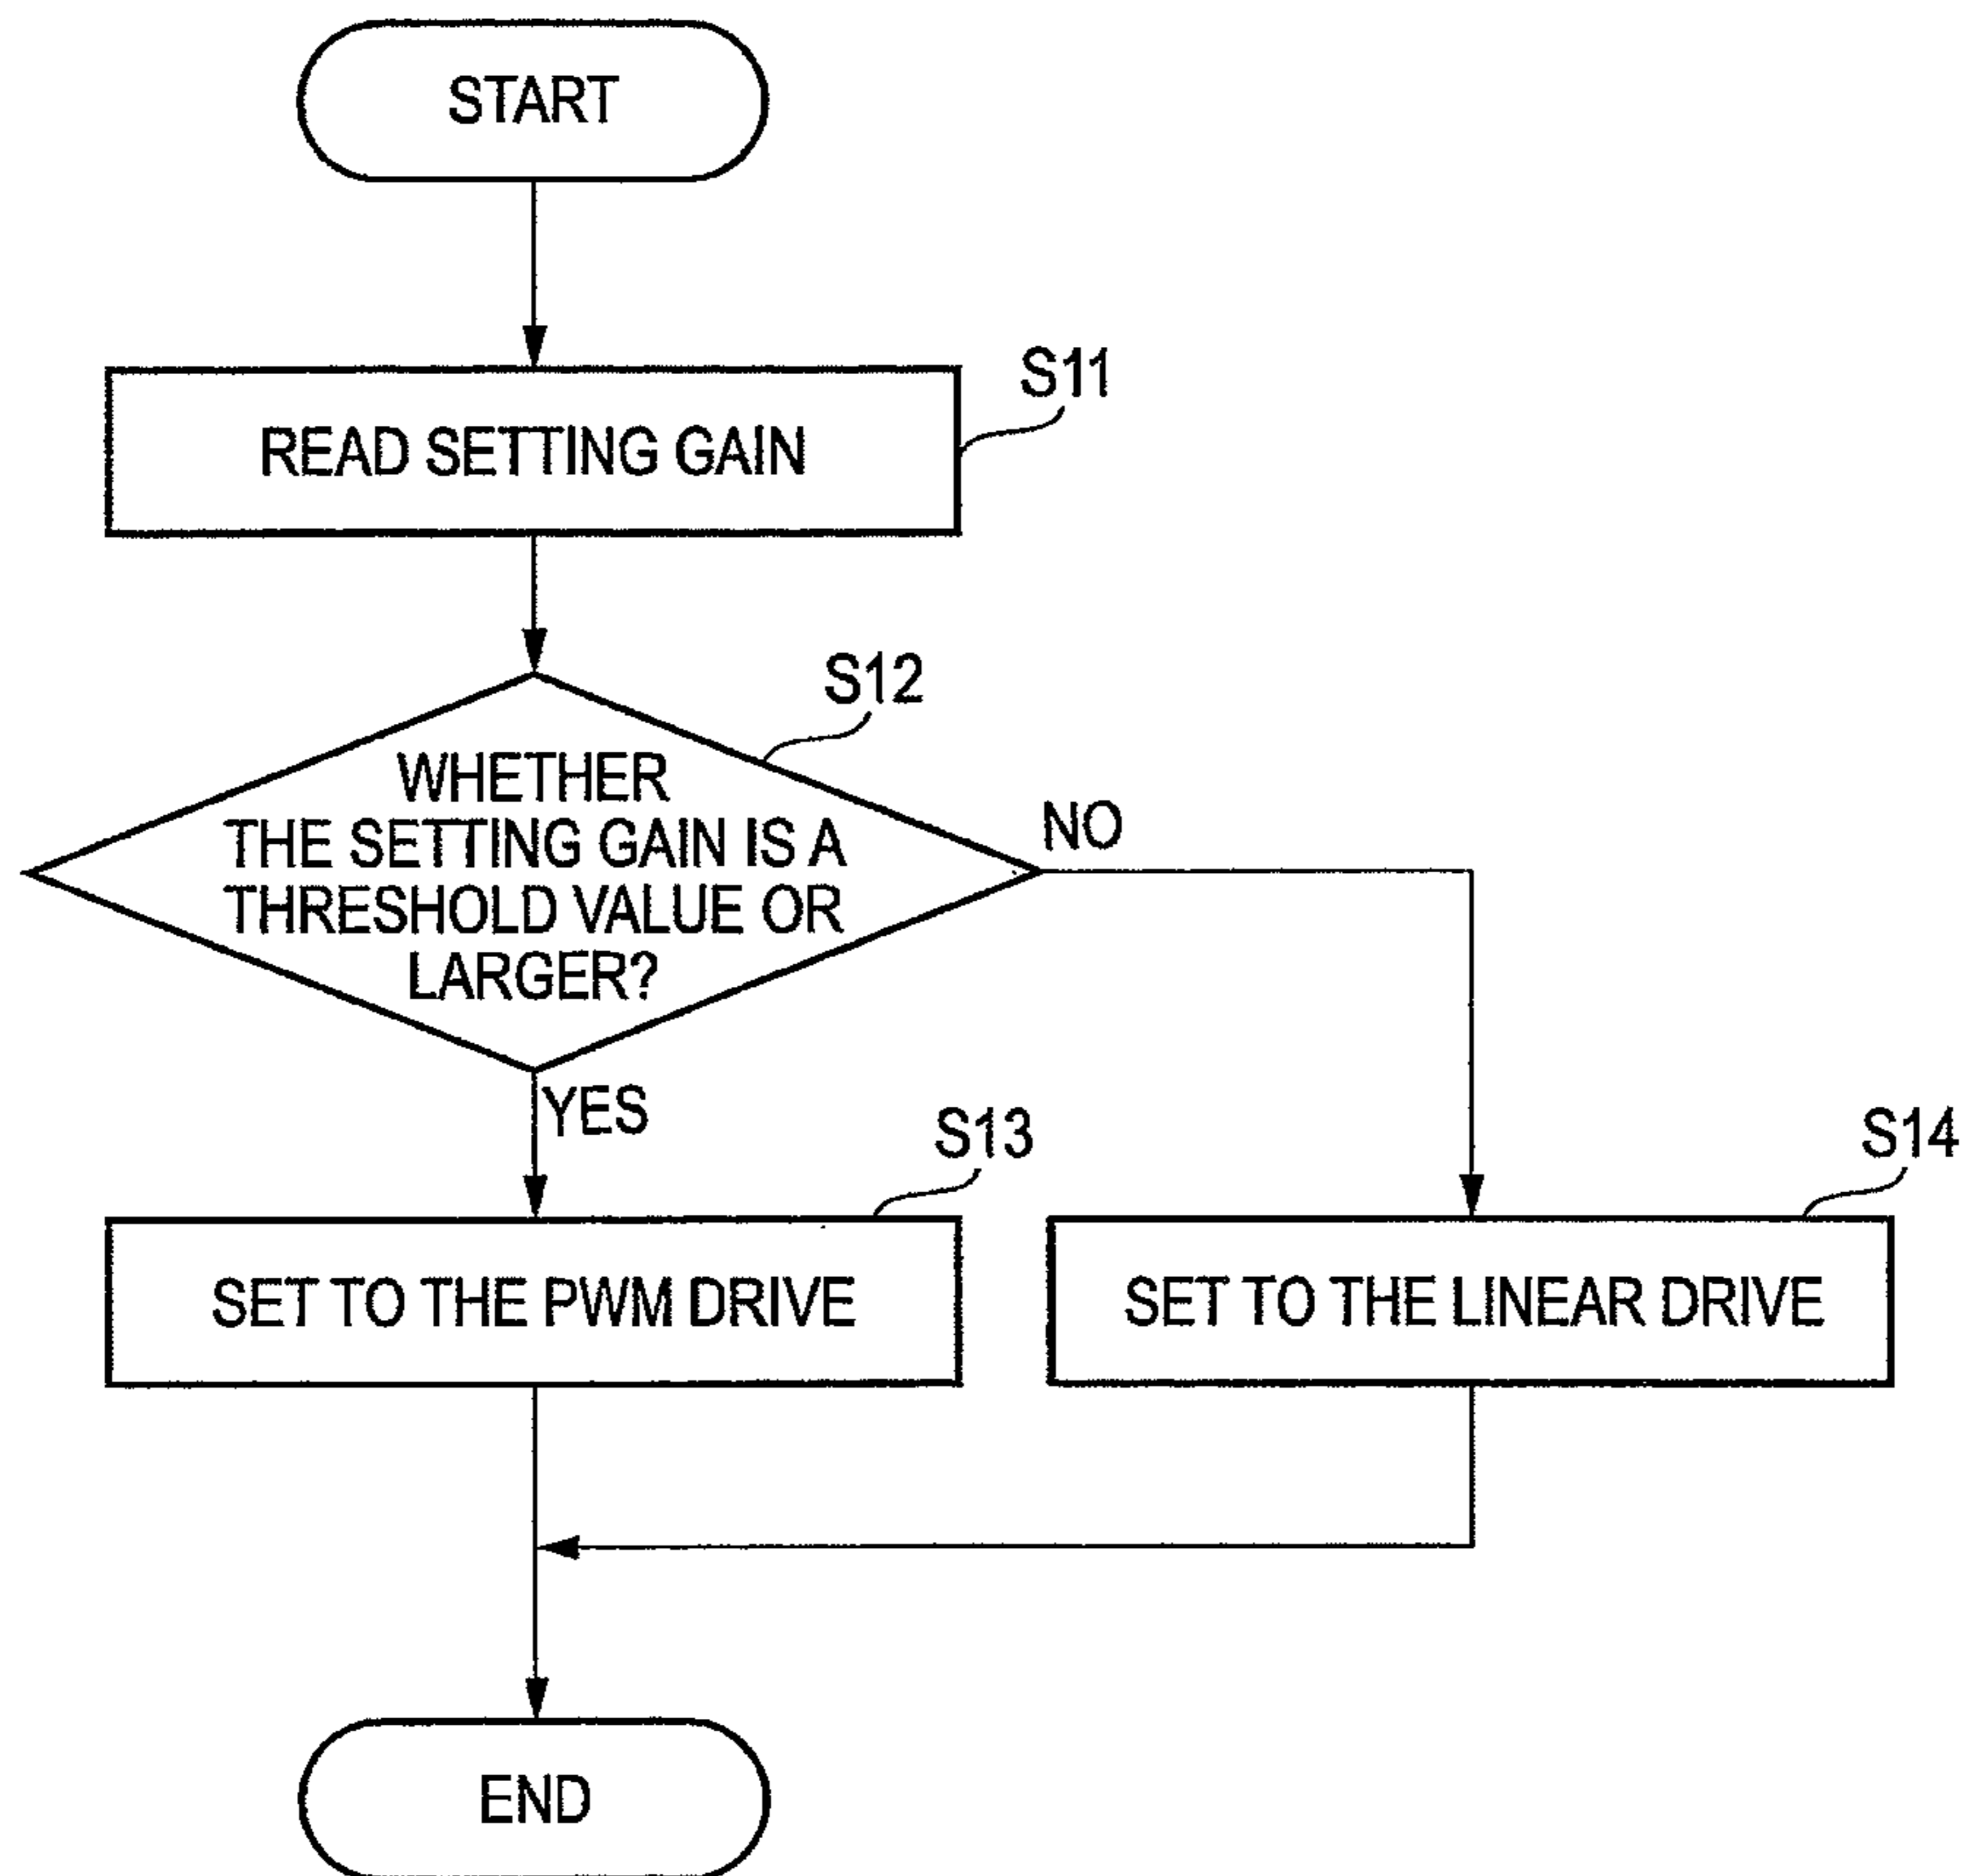 START
S11
READ SETTING GAIN
S12
WHETHER
THE SETTING GAIN IS A
THRESHOLD VALUE OR
LARGER?
NO
YES
S13
S14
SET TO THE PWM DRIVE
SET TO THE LINEAR DRIVE
END